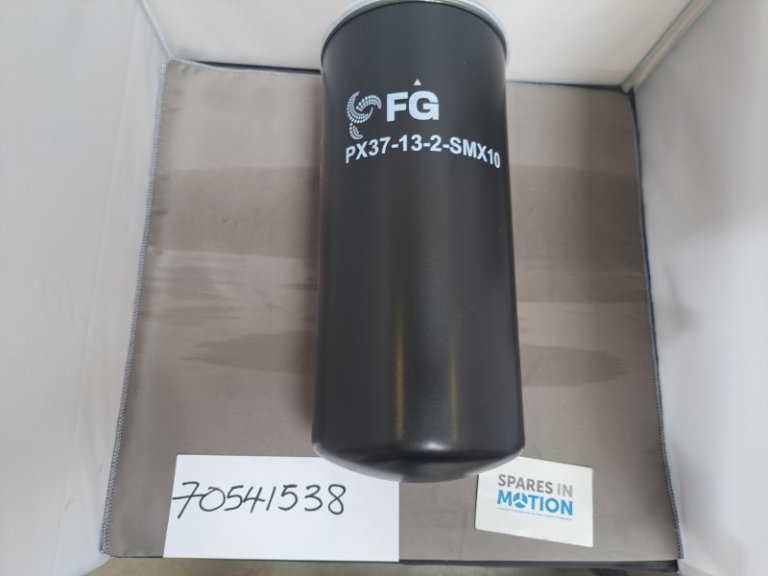 FG
PX37-13-2-SMX10
70541538
SPARES IN
MOTION